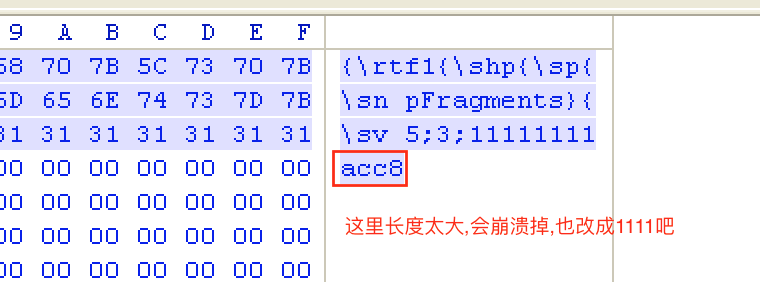 9 A B C D E F
68 70 7B 5C 73 70 7B {\rtf1{\shp{\sp{
6D 65 6E 74 73 7D 7B \sn pFragments}{
31 31 31 31 31 31 31 \sv 5;3;11111111
00 00 00 00 00 00 00 acc8
00 00 00 00 00 00 00
这里长度太大,会崩溃掉,也改成1111吧
00 00 00 00 00 00 00
00 00 00 00 00 00 00